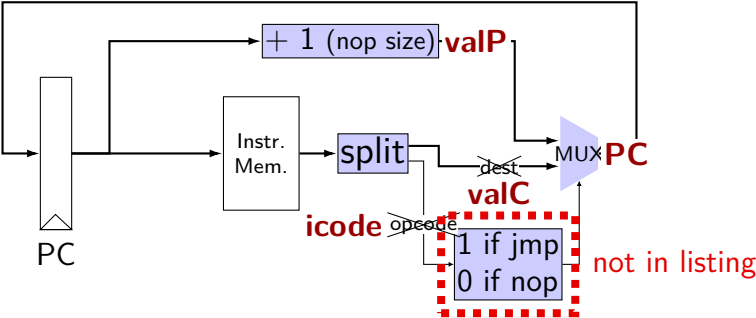 + 1 (nop size) valP
Instr.
Mem.
split
dest
MUX PC
valC
icode opcode
PC
1 if jmp
0 if nop
not in listing